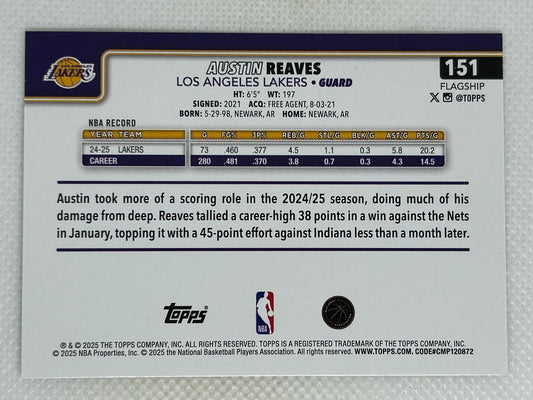 LOS ANGELES LAKERS
AUSTIN REAVES
LOS ANGELES LAKERS • GUARD
HT: 6'5" WT: 197
SIGNED: 2021 ACQ: FREE AGENT, 8-03-21
BORN: 5-29-98, NEWARK, AR HOME: NEWARK, AR
151
FLAGSHIP
X @TOPPS
NBA RECORD
YEAR TEAM G FG% 3P% REB/G STL/G BLK/G AST/G PTS/G
24-25 LAKERS 73 .460 .377 4.5 1.1 0.3 5.8 20.2
CAREER 280 .481 .370 3.8 0.7 0.3 4.3 14.5
Austin took more of a scoring role in the 2024/25 season, doing much of his
damage from deep. Reaves tallied a career-high 38 points in a win against the Nets
in January, topping it with a 45-point effort against Indiana less than a month later.
Topps
NBA
® & © 2025 THE TOPPS COMPANY, INC. ALL RIGHTS RESERVED. TOPPS IS A REGISTERED TRADEMARK OF THE TOPPS COMPANY, INC.
© 2025 NBA Properties, Inc. © 2025 the National Basketball Players Association. All rights reserved. WWW.TOPPS.COM. CODE#CMP120872